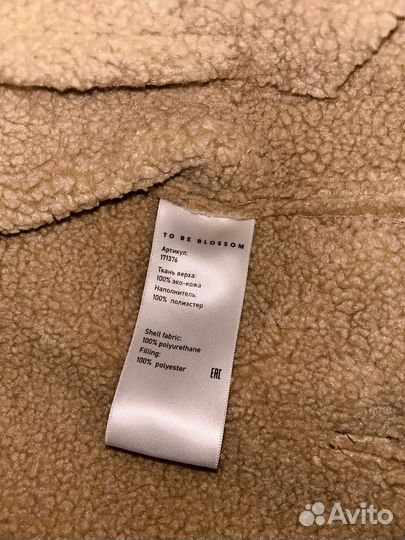 TO BE BLOSSOM
Артикул:
171376
Ткань верха:
100% эко-кожа
Наполнитель:
100% полиэстер
Shell fabric:
100% polyurethane
Filling:
100% polyester
EAC
Avito